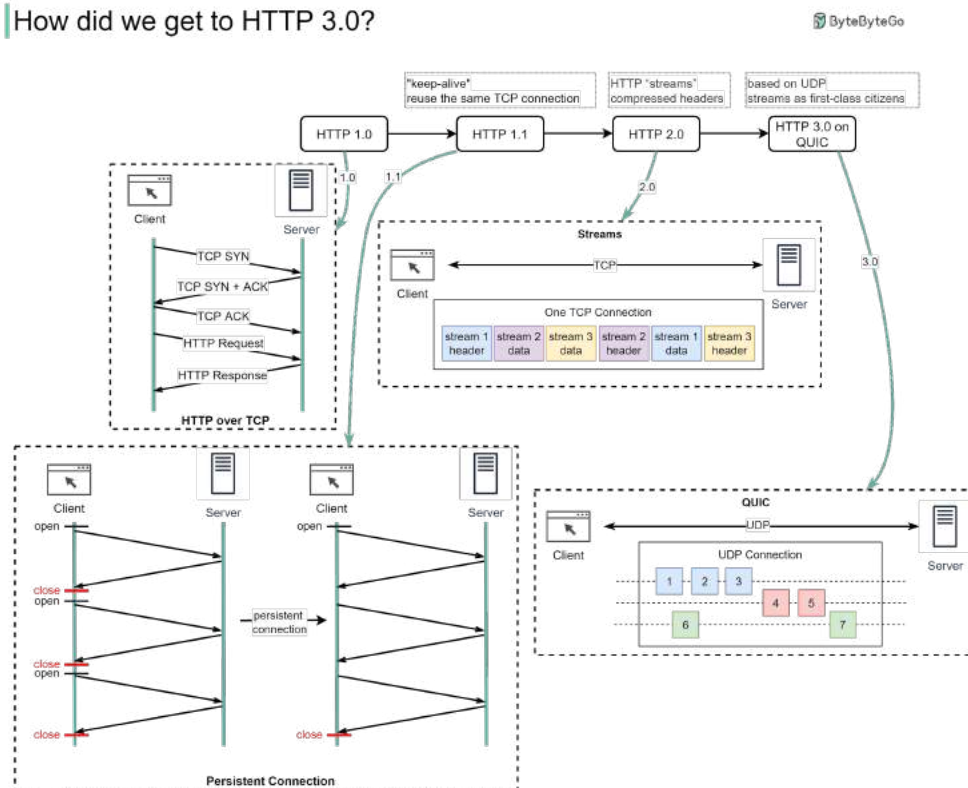 How did we get to HTTP 3.0?
ByteByteGo
"keep-alive"
reuse the same TCP connection
HTTP "streams"
compressed headers
based on UDP
streams as first-class citizens
HTTP 1.0
HTTP 1.1
HTTP 2.0
HTTP 3.0 on
QUIC
1.0
1.1
2.0
3.0
Client
Server
TCP SYN
TCP SYN + ACK
TCP ACK
HTTP Request
HTTP Response
HTTP over TCP
Streams
Client
TCP
Server
One TCP Connection
stream 1
header
stream 2
data
stream 3
data
stream 2
header
stream 1
data
stream 3
header
Client
Server
open
close
open
close
open
close
persistent
connection
Client
Server
open
close
Persistent Connection
QUIC
Client
UDP
Server
UDP Connection
1
2
3
4
5
6
7